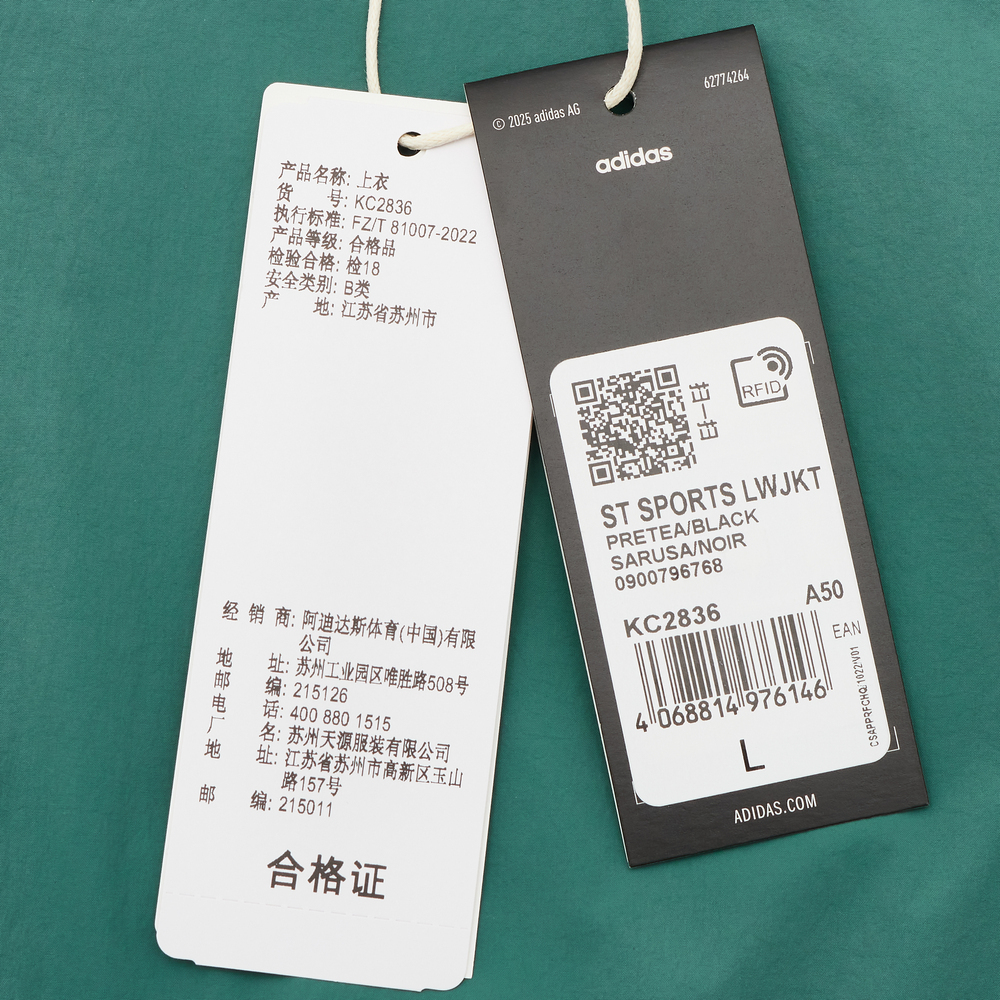 产品名称: 上衣
货 号: KC2836
执行标准: FZ/T 81007-2022
产品等级: 合格品
检验合格: 检18
安全类别: B类
产 地: 江苏省苏州市
经 销 商: 阿迪达斯体育(中国)有限
公司
地 址: 苏州工业园区唯胜路508号
邮 编: 215126
电 话: 400 880 1515
厂 名: 苏州天源服装有限公司
地 址: 江苏省苏州市高新区玉山
路157号
邮 编: 215011
合格证
62774264
© 2025 adidas AG
adidas
扫一扫
RFID
ST SPORTS LWJKT
PRETEA/BLACK
SARUSA/NOIR
0900796768
A50
KC2836
EAN
4 068814 976146
CSAPPRFCHQ/1022/V01
L
ADIDAS.COM